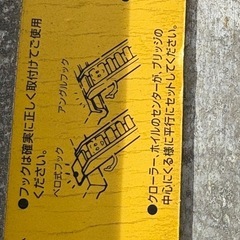 ●フックは確実に正しく取付けてご使用
ください。
アングルフック
ベロ式フック
●クローラー、ホイルのセンターが、ブリッジの
中心にくる様に平行にセットしてください。